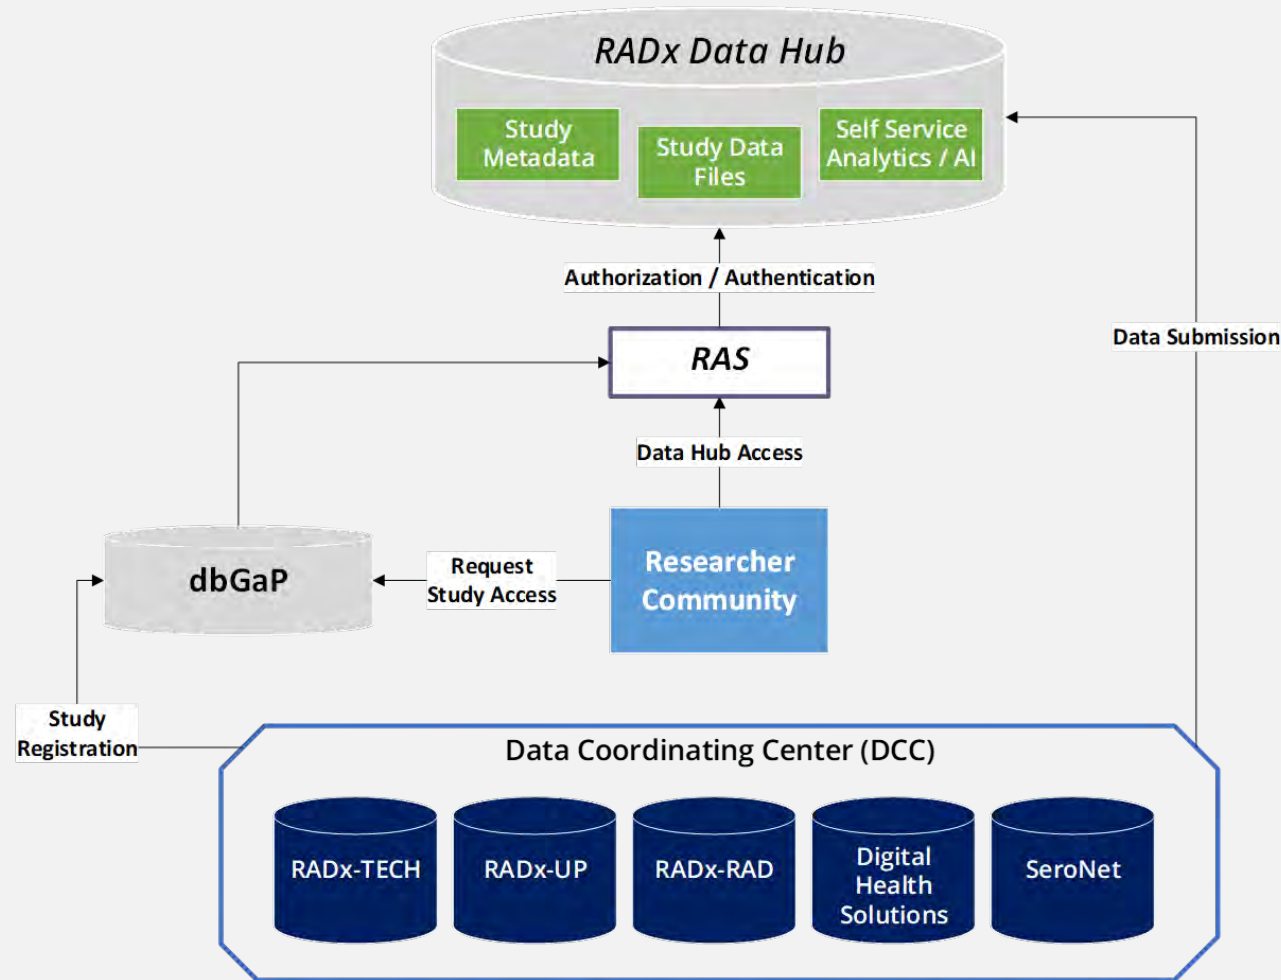 RADx Data Hub
Study
Metadata
Study Data
Files
Self Service
Analytics / AI
Authorization / Authentication
Data Submission
RAS
Data Hub Access
dbGaP
Request
Study Access
Researcher
Community
Study
Registration
Data Coordinating Center (DCC)
RADx-TECH
RADx-UP
RADx-RAD
Digital
Health
Solutions
SeroNet